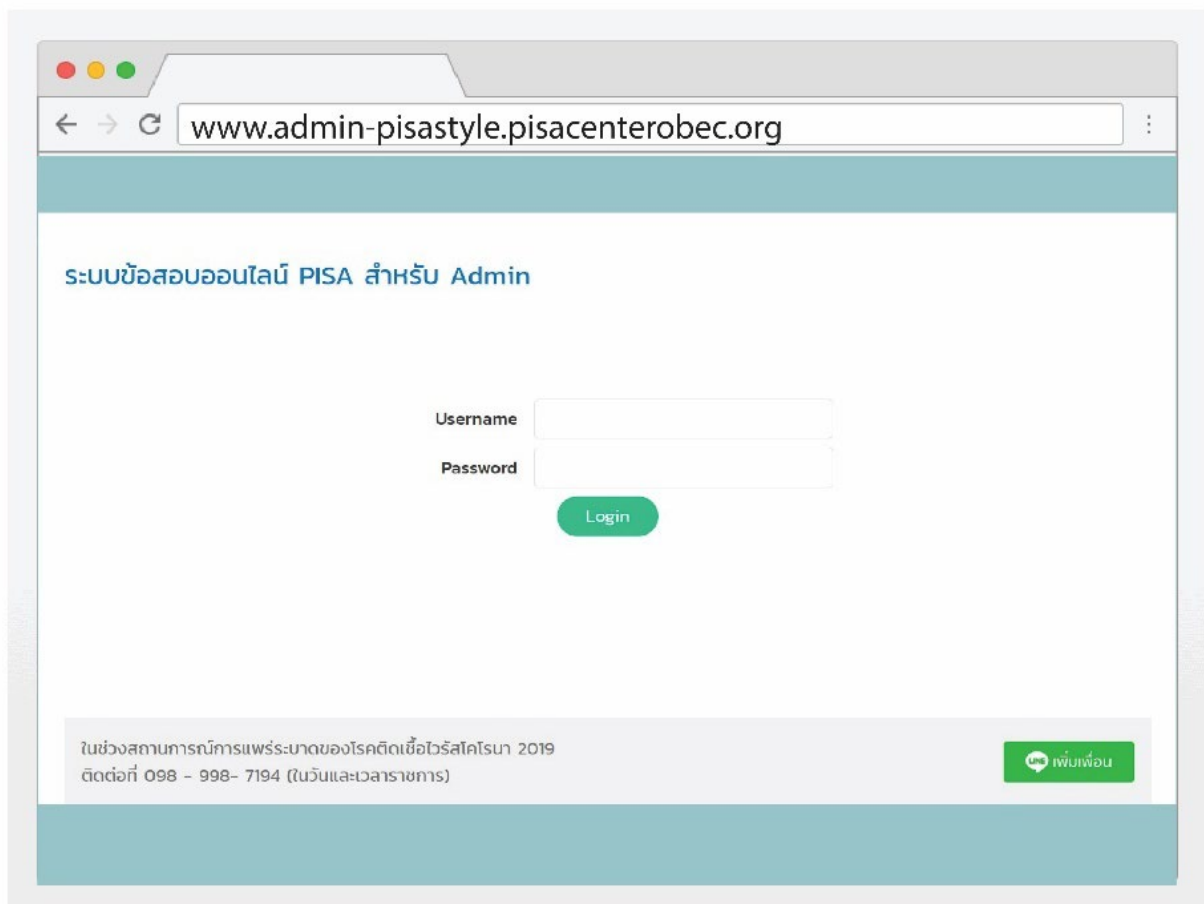 www.admin-pisastyle.pisacenterobec.org
ระบบข้อสอบออนไลน์ PISA สำหรับ Admin
Username
Password
Login
ในช่วงสถานการณ์การแพร่ระบาดของโรคติดเชื้อไวรัสโคโรนา 2019
ติดต่อที่ 098 - 998- 7194 (ในวันและเวลาราชการ)
LINE เพิ่มเพื่อน